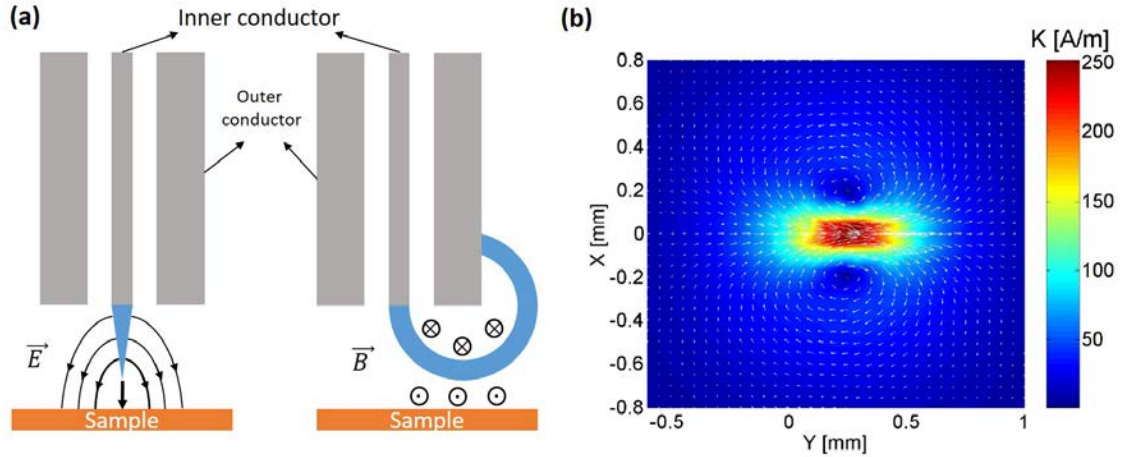 (a)
Inner conductor
Outer
conductor
E
B
Sample
Sample
(b)
K [A/m]
250
200
150
100
50
0.8
0.6
0.4
0.2
0
-0.2
-0.4
-0.6
-0.8
-0.5
0
0.5
1
X [mm]
Y [mm]